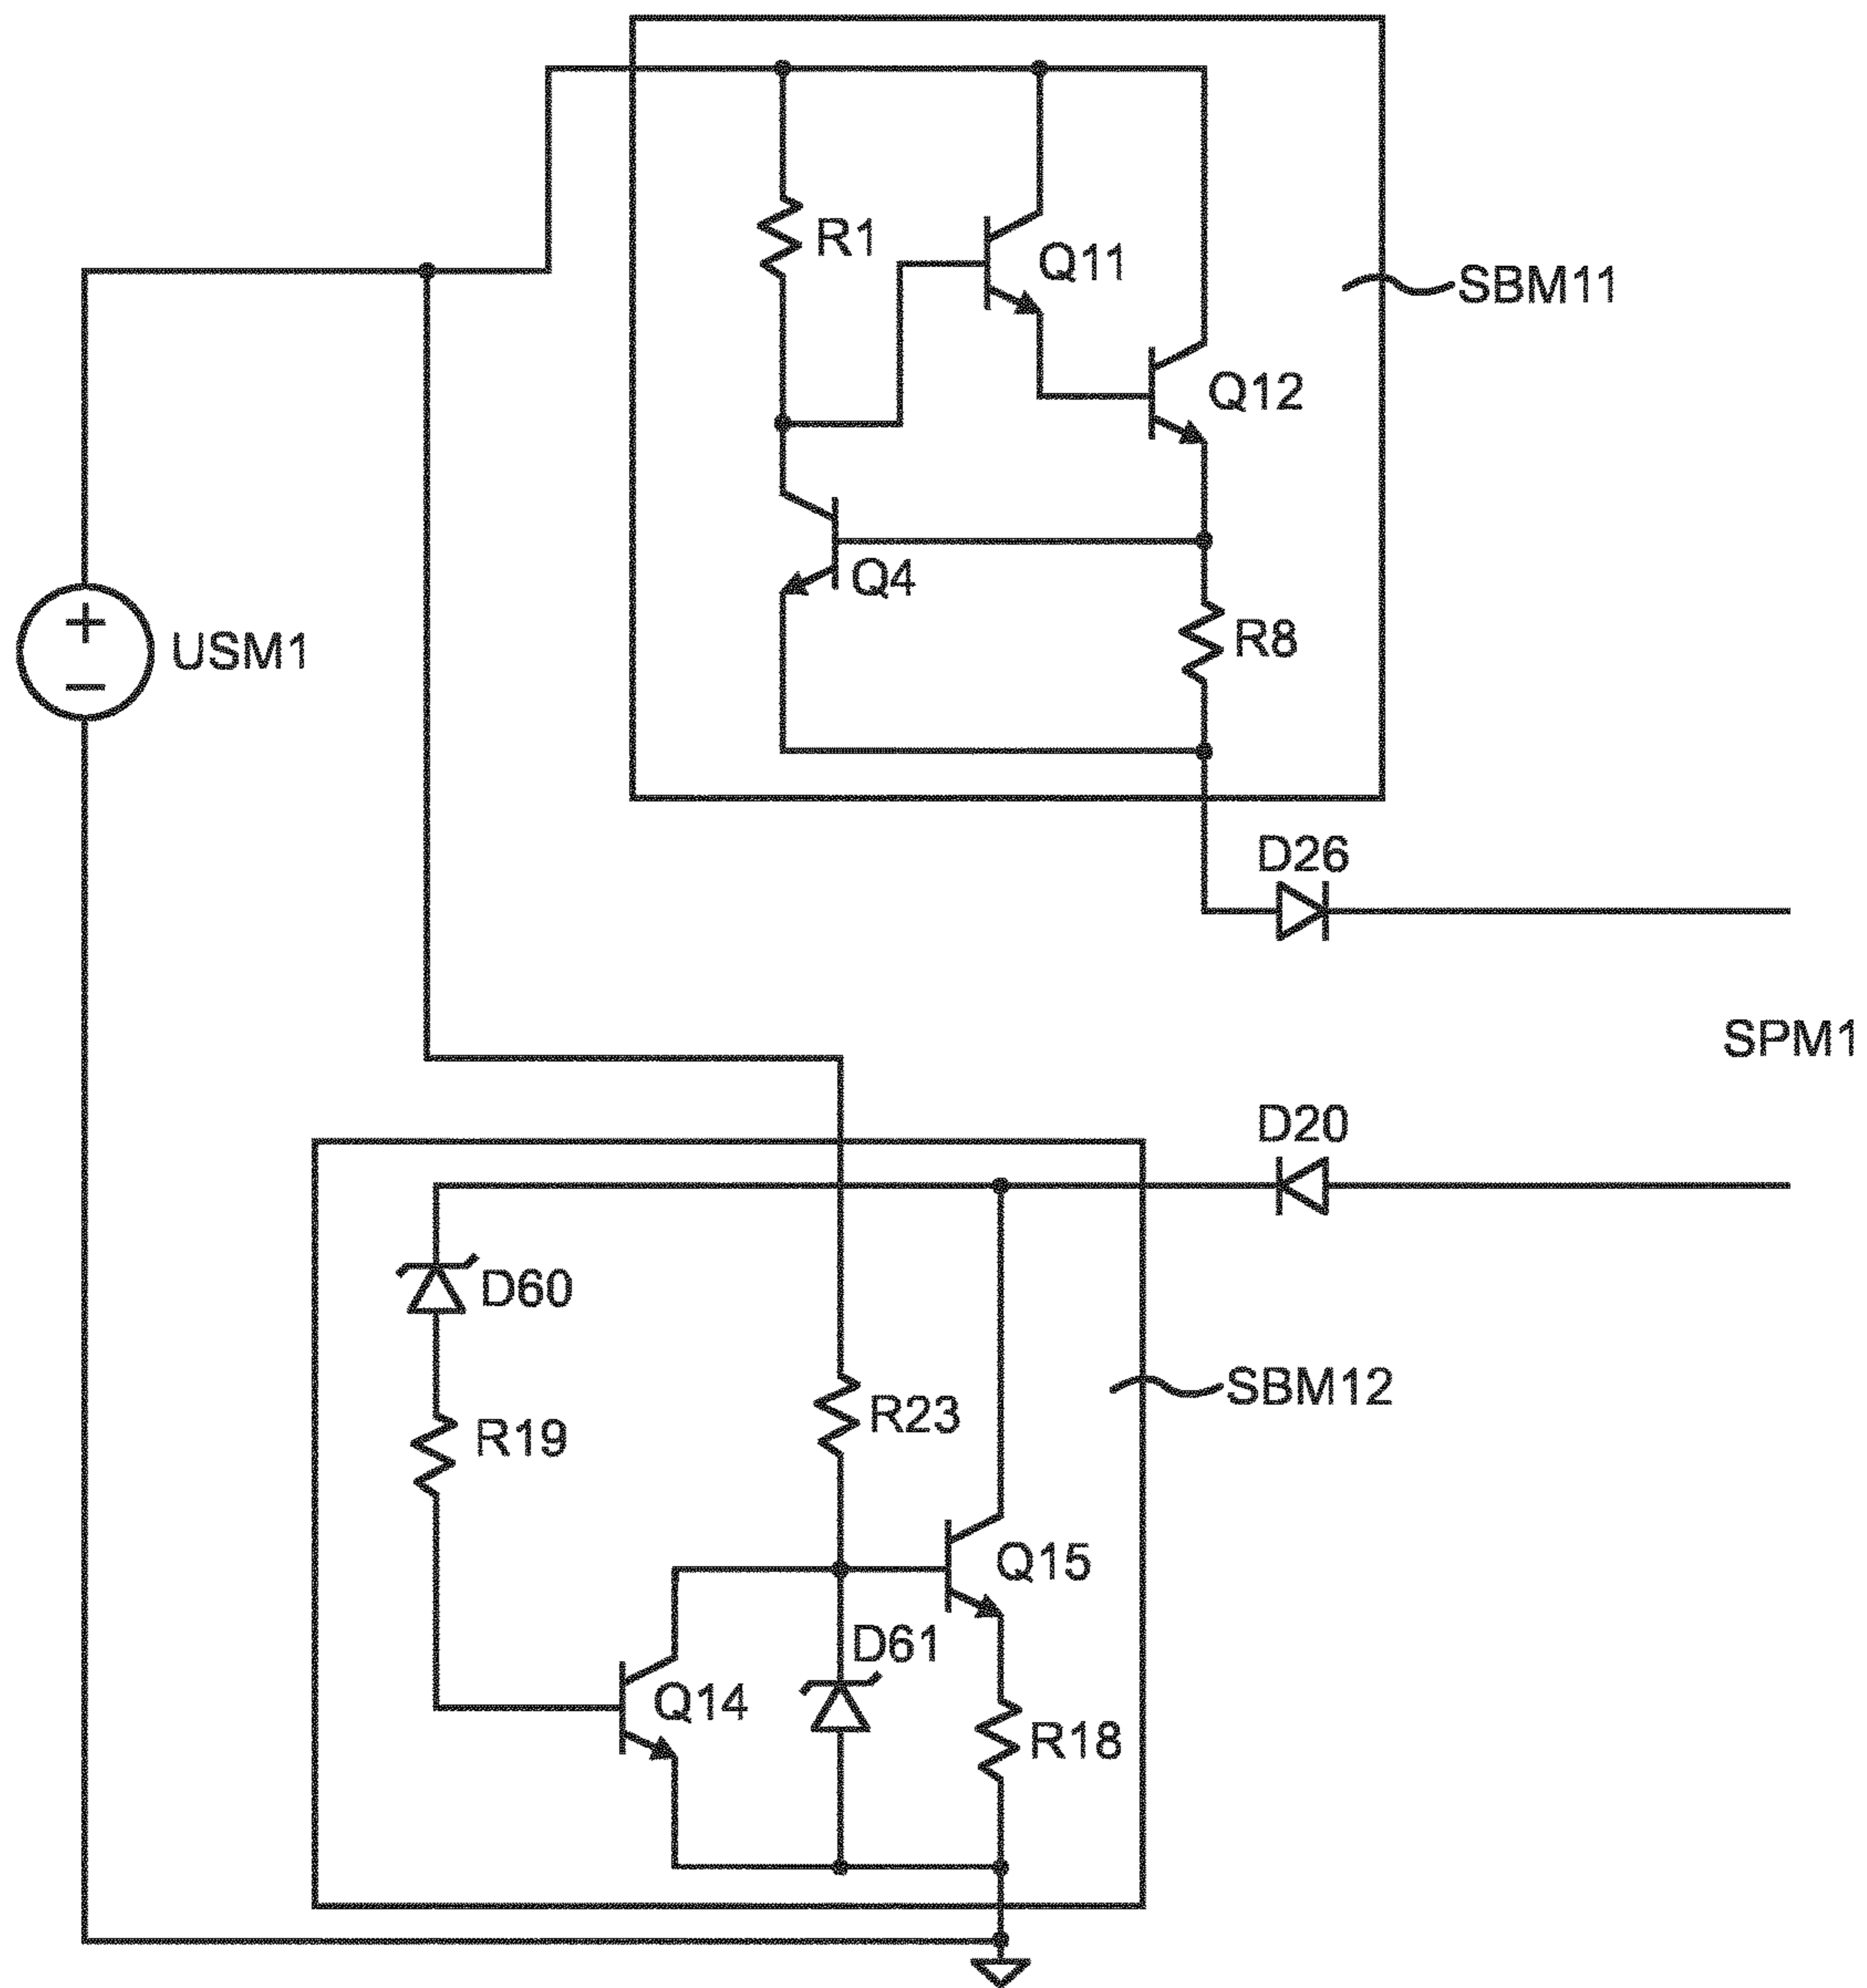 R1
Q11
SBM11
Q12
Q4
R8
+
USM1
−
D26
SPM1
D20
D60
SBM12
R23
R19
Q15
D61
Q14
R18